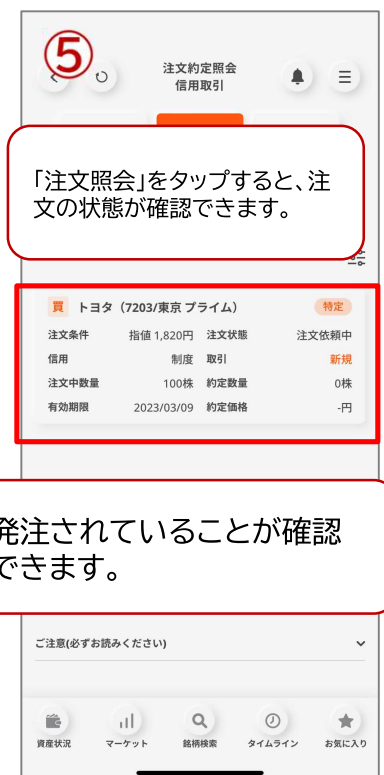 ⑤
注文約定照会
信用取引
「注文照会」をタップすると、注
文の状態が確認できます。
買 トヨタ（7203/東京 プライム） 特定
注文条件 指値 1,820円 注文状態 注文依頼中
信用 制度 取引 新規
注文中数量 100株 約定数量 0株
有効期限 2023/03/09 約定価格 -円
発注されていることが確認
できます。
ご注意(必ずお読みください)
資産状況 マーケット 銘柄検索 タイムライン お気に入り